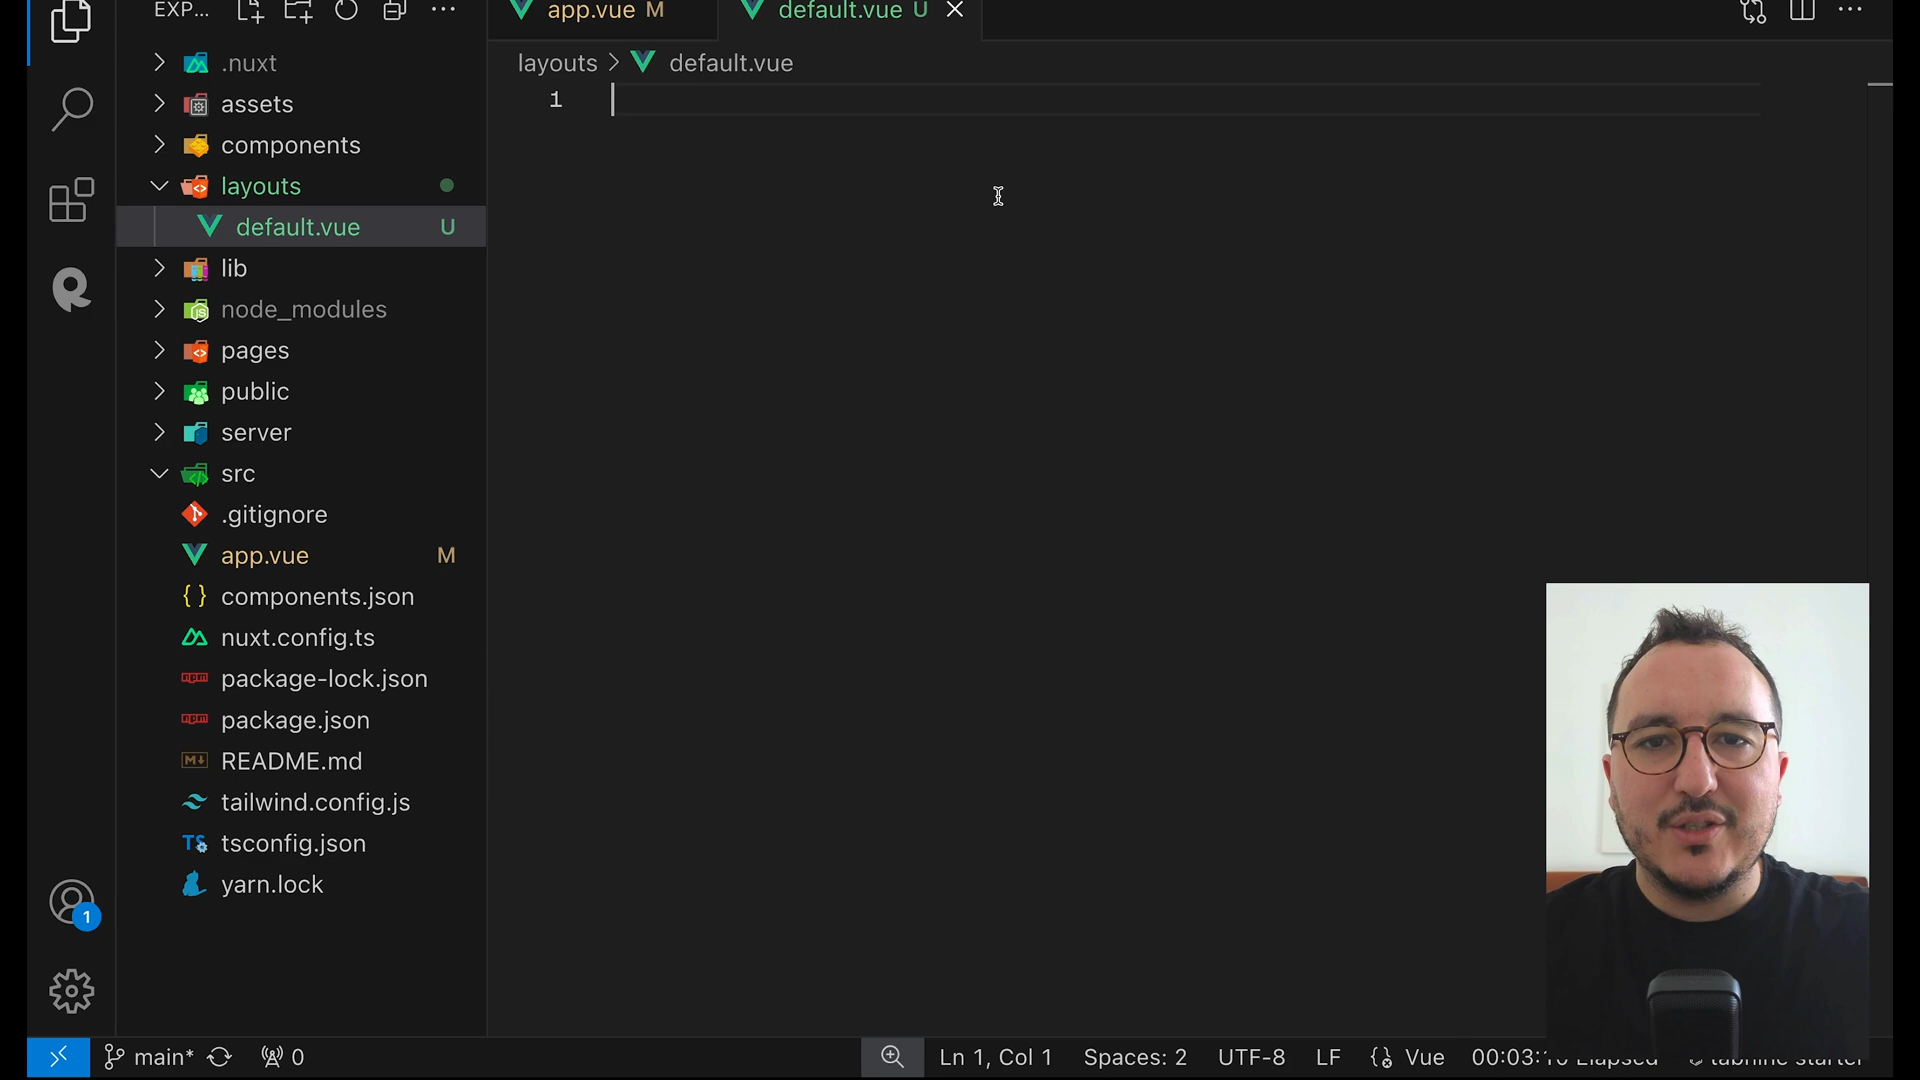 EXP...
app.vue M
default.vue U
layouts > default.vue
1
.nuxt
assets
components
layouts
default.vue U
lib
node_modules
pages
public
server
src
.gitignore
app.vue M
components.json
nuxt.config.ts
package-lock.json
package.json
README.md
tailwind.config.js
TS tsconfig.json
yarn.lock
1
main* 0 Ln 1, Col 1 Spaces: 2 UTF-8 LF Vue